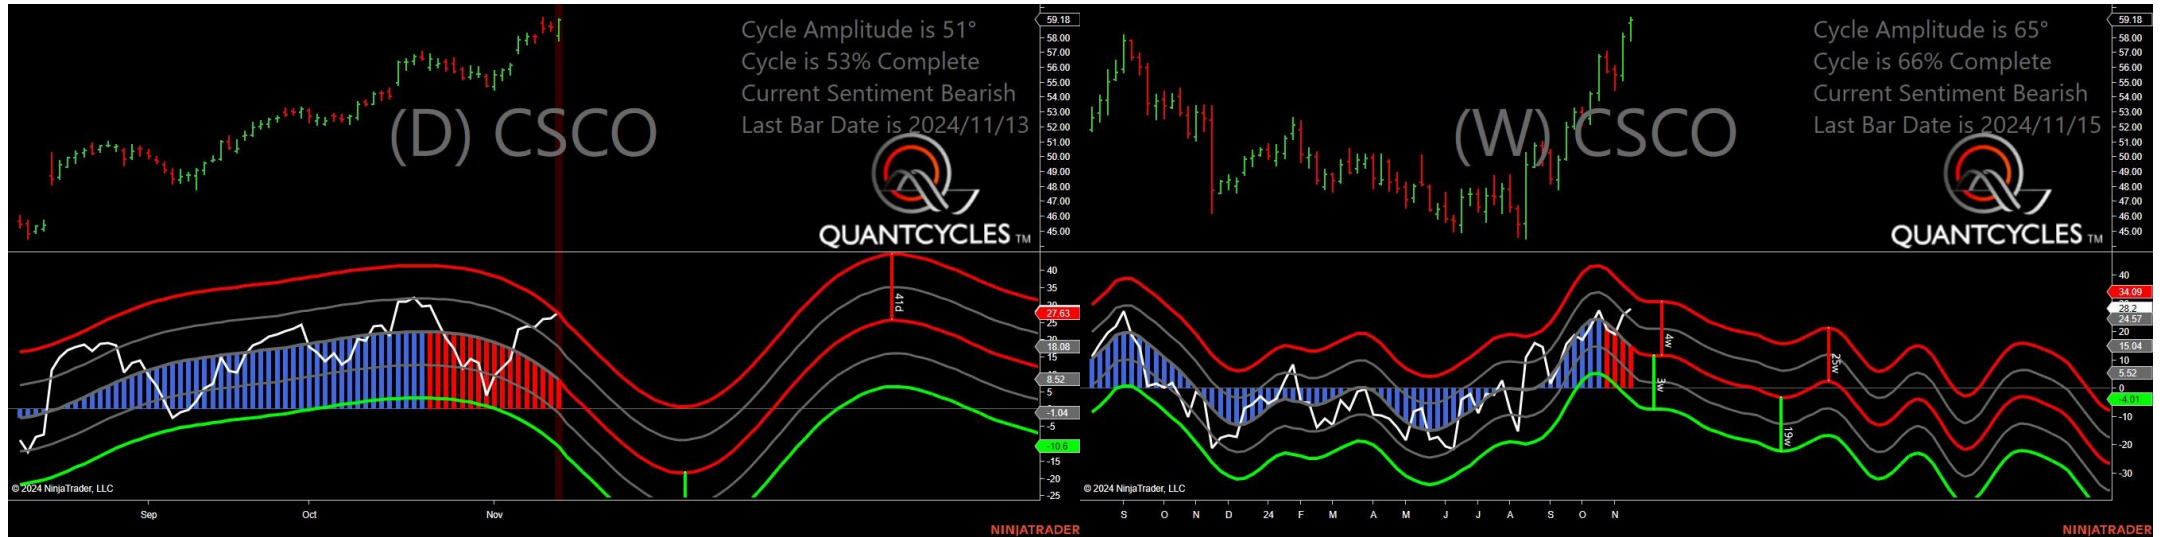 Cycle Amplitude is 51°
Cycle is 53% Complete
Current Sentiment Bearish
Last Bar Date is 2024/11/13
(D) CSCO
QUANTCYCLES TM
59.18
58.00
57.00
56.00
55.00
54.00
53.00
52.00
51.00
50.00
49.00
48.00
47.00
46.00
45.00
41d
40
35
27.63
25
18.08
15
8.52
5
-1.04
-5
-10.6
-15
-20
-25
© 2024 NinjaTrader, LLC
Sep Oct Nov
NINJATRADER
Cycle Amplitude is 65°
Cycle is 66% Complete
Current Sentiment Bearish
Last Bar Date is 2024/11/15
(W) CSCO
QUANTCYCLES TM
59.18
58.00
57.00
56.00
55.00
54.00
53.00
52.00
51.00
50.00
49.00
48.00
47.00
46.00
45.00
4w
3w
25w
19w
40
34.09
28.2
24.57
20
15.04
10
5.52
0
-4.01
-10
-20
-30
© 2024 NinjaTrader, LLC
S O N D 24 F M A M J J A S O N
NINJATRADER